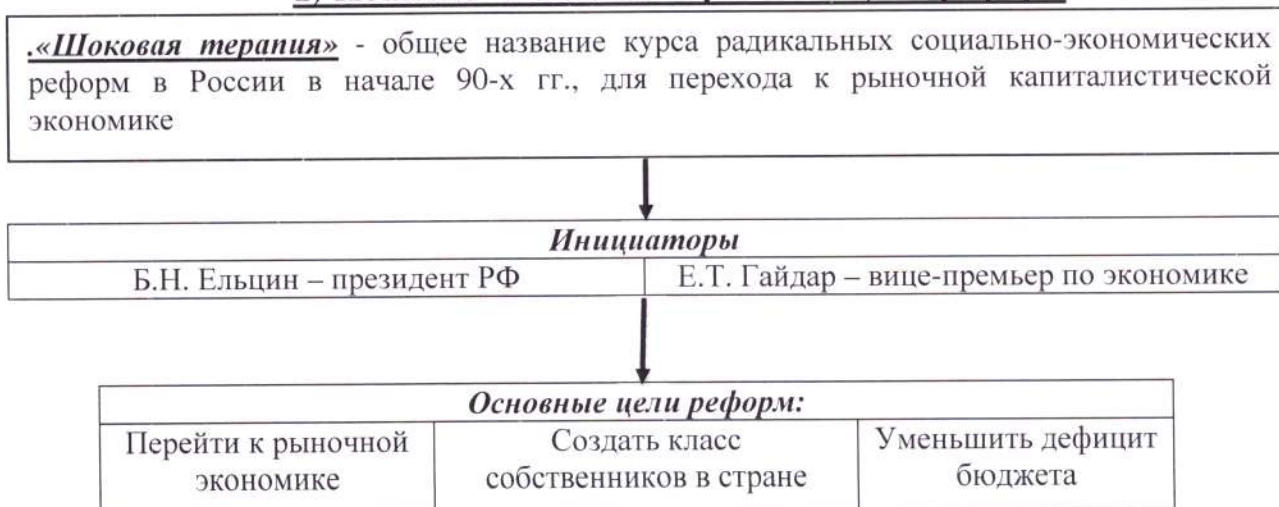 .«Шоковая терапия» - общее название курса радикальных социально-экономических
реформ в России в начале 90-х гг., для перехода к рыночной капиталистической
экономике
Инициаторы
Б.Н. Ельцин – президент РФ
Е.Т. Гайдар – вице-премьер по экономике
Основные цели реформ:
Перейти к рыночной
экономике
Создать класс
собственников в стране
Уменьшить дефицит
бюджета